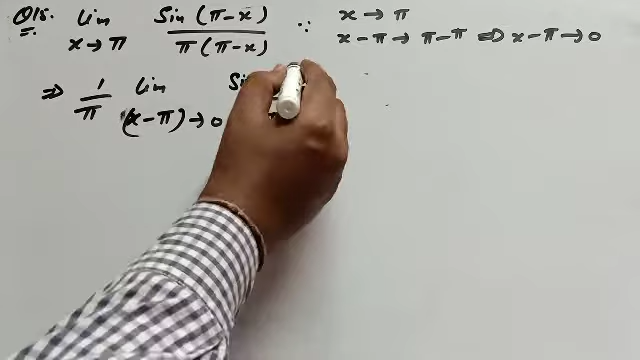 Q15. lim x→π Sin (π-x) / π(π-x) ∵ x → π
x - π → π - π ⇒ x - π → 0
⇒ 1/π lim (x - π) → 0